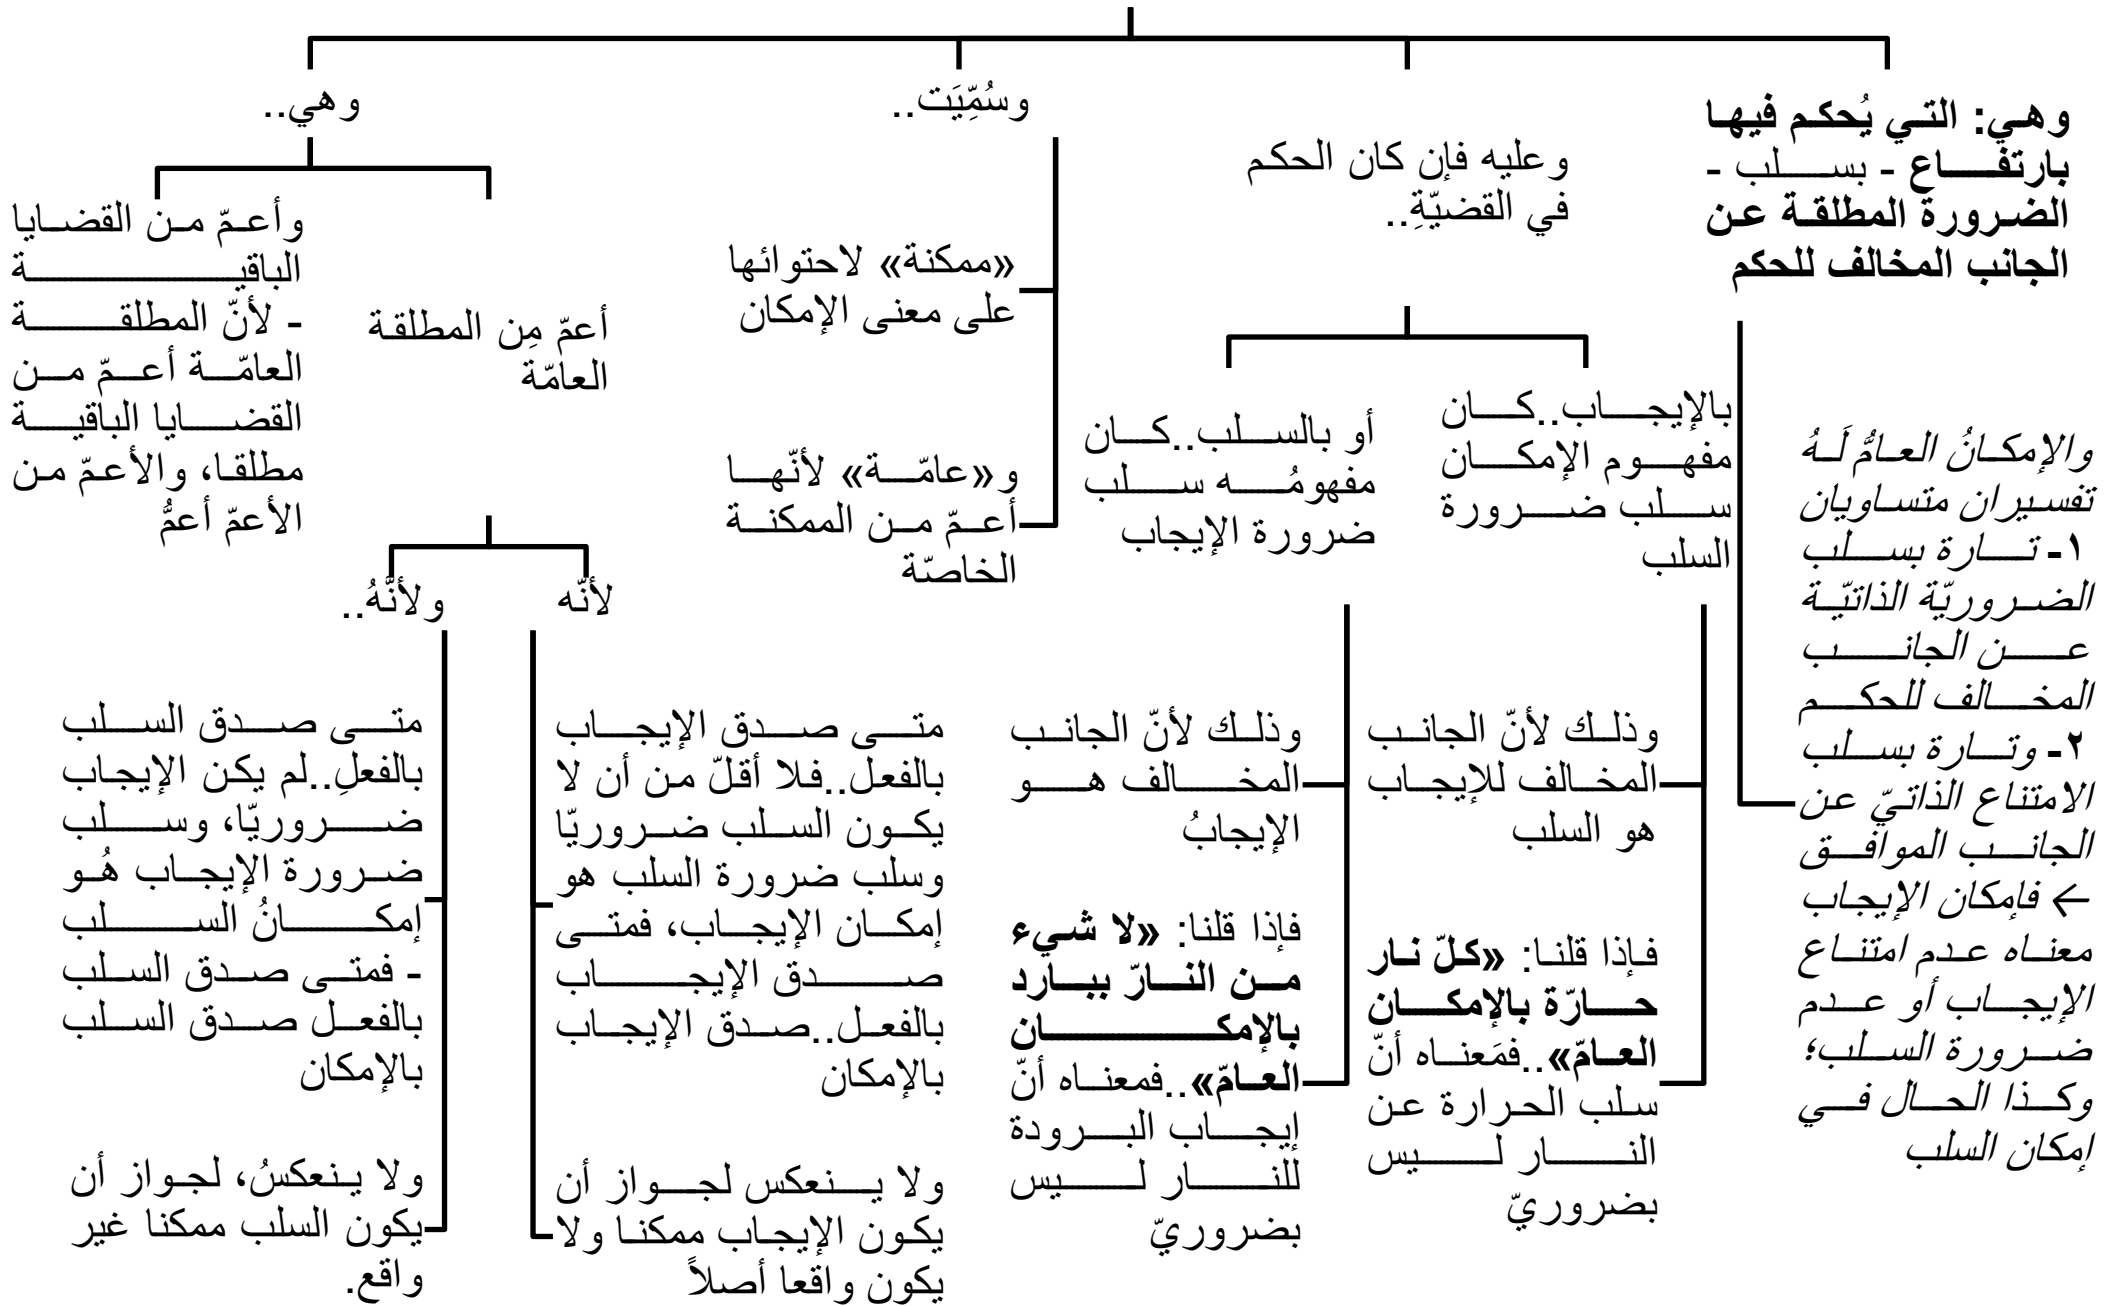 وهي: التي يُحكم فيها
بارتفاع - بسلب -
الضرورة المطلقة عن
الجانب المخالف للحكم
والإمكانُ العامُّ لَهُ
تفسيران متساويان
١- تارة بسلب
الضروريّة الذاتيّة
عن الجانب
المخالف للحكم
٢- وتارة بسلب
الامتناع الذاتيّ عن
الجانب الموافق
← فإمكان الإيجاب
معناه عدم امتناع
الإيجاب أو عدم
ضرورة السلب؛
وكذا الحال في
إمكان السلب
وعليه فإن كان الحكم
في القضيّةِ..
بالإيجاب..كان
مفهوم الإمكان
سلب ضرورة
السلب
وذلك لأنّ الجانب
المخالف للإيجاب
هو السلب
فإذا قلنا: «كلّ نار
حارّة بالإمكان
العامّ»..فمَعناه أنّ
سلب الحرارة عن
النار ليس
بضروريّ
أو بالسلب..كان
مفهومُه سلب
ضرورة الإيجاب
وذلك لأنّ الجانب
المخالف هو
الإيجابُ
فإذا قلنا: «لا شيء
من النارّ ببارد
بالإمكان
العامّ»..فمعناه أنّ
إيجاب البرودة
للنار ليس
بضروريّ
وسُمِّيَت..
«ممكنة» لاحتوائها
على معنى الإمكان
و«عامّة» لأنّها
أعمّ من الممكنة
الخاصّة
وهي..
أعمّ مِن المطلقة
العامّة
لأنّه
متى صدق الإيجاب
بالفعل..فلا أقلّ من أن لا
يكون السلب ضروريّا
وسلب ضرورة السلب هو
إمكان الإيجاب، فمتى
صدق الإيجاب
بالفعل..صدق الإيجاب
بالإمكان
ولا ينعكس لجواز أن
يكون الإيجاب ممكنا ولا
يكون واقعا أصلاً
ولأنَّهُ..
متى صدق السلب
بالفعلِ..لم يكن الإيجاب
ضروريّا، وسلب
ضرورة الإيجاب هُو
إمكانُ السلب
- فمتى صدق السلب
بالفعل صدق السلب
بالإمكان
ولا ينعكسُ، لجواز أن
يكون السلب ممكنا غير
واقع.
وأعمّ من القضايا
الباقية
- لأنّ المطلقة
العامّة أعمّ من
القضايا الباقية
مطلقا، والأعمّ من
الأعمّ أعمُّ